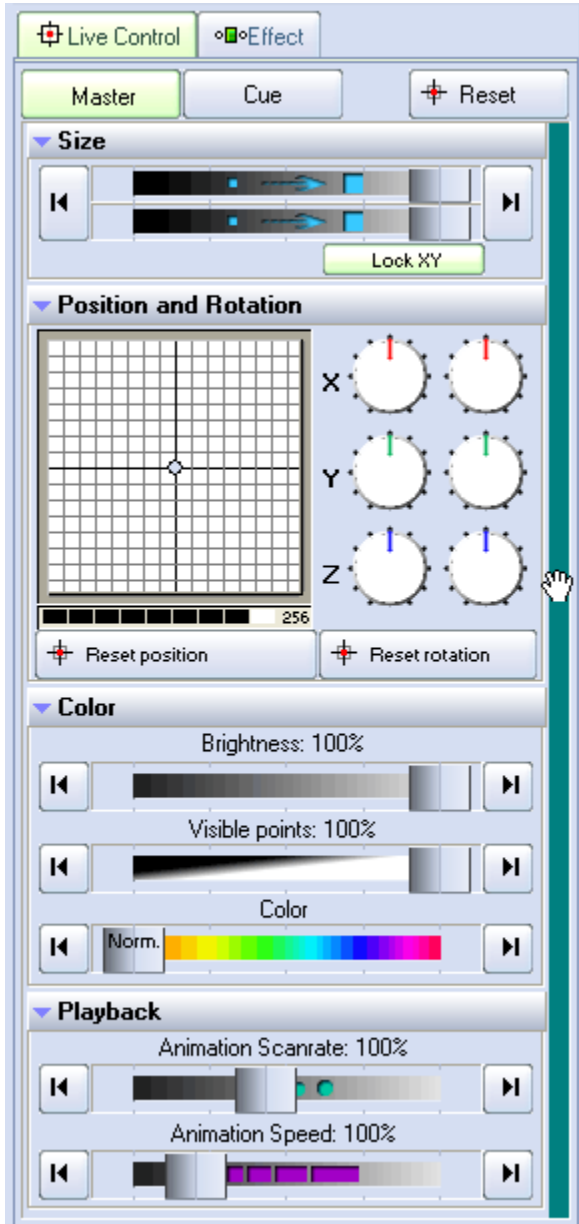 Live Control
Effect
Master
Cue
Reset
Size
Lock XY
Position and Rotation
X
Y
Z
256
Reset position
Reset rotation
Color
Brightness: 100%
Visible points: 100%
Color
Norm.
Playback
Animation Scanrate: 100%
Animation Speed: 100%